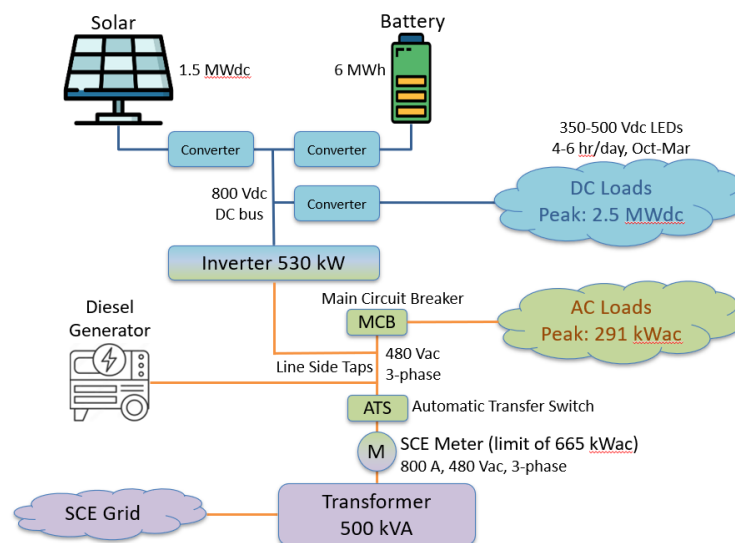 Solar
Battery
1.5 MWdc
6 MWh
350-500 Vdc LEDs
4-6 hr/day, Oct-Mar
Converter
Converter
Converter
800 Vdc
DC bus
DC Loads
Peak: 2.5 MWdc
Inverter 530 kW
Diesel
Generator
Main Circuit Breaker
MCB
AC Loads
Peak: 291 kWac
Line Side Taps
480 Vac
3-phase
ATS
Automatic Transfer Switch
M
SCE Meter (limit of 665 kWac)
800 A, 480 Vac, 3-phase
SCE Grid
Transformer
500 kVA